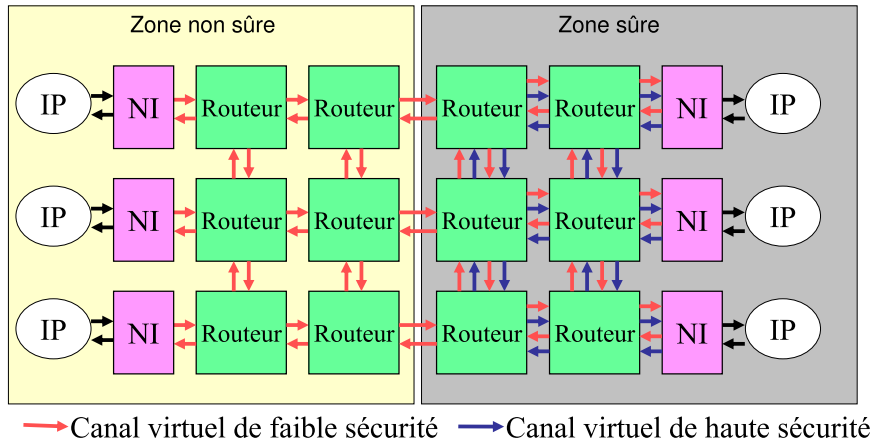 Zone non sûre Zone sûre
IP NI Routeur Routeur Routeur Routeur NI IP
IP NI Routeur Routeur Routeur Routeur NI IP
IP NI Routeur Routeur Routeur Routeur NI IP
Canal virtuel de faible sécurité Canal virtuel de haute sécurité